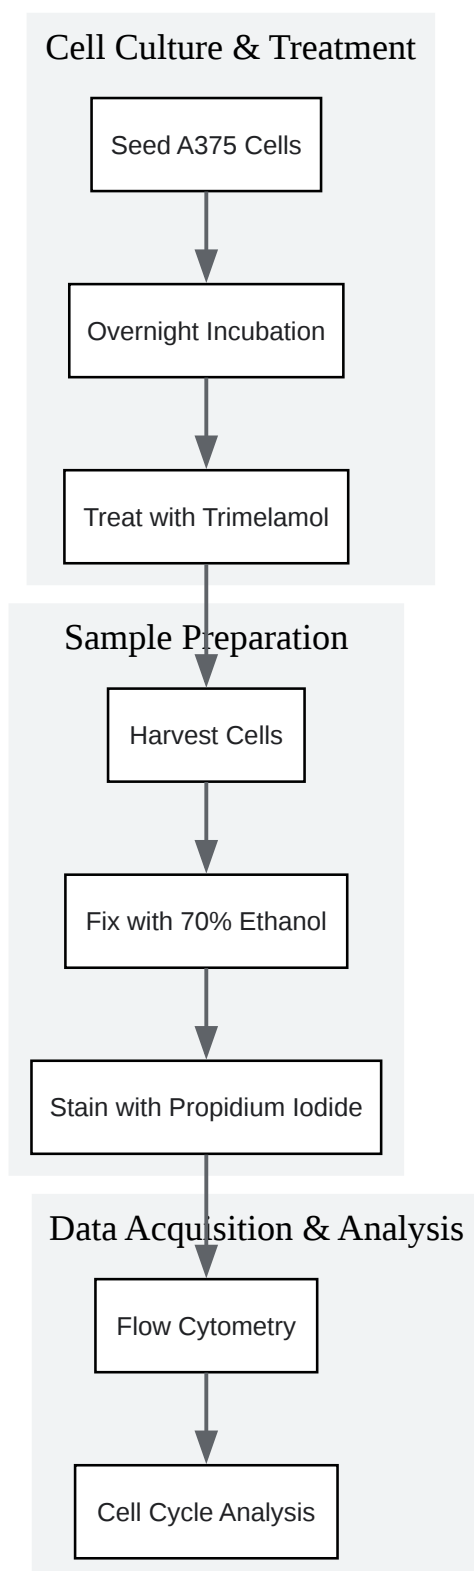 Cell Culture & Treatment
Seed A375 Cells
Overnight Incubation
Treat with Trimelamol
Sample Preparation
Harvest Cells
Fix with 70% Ethanol
Stain with Propidium Iodide
Data Acquisition & Analysis
Flow Cytometry
Cell Cycle Analysis